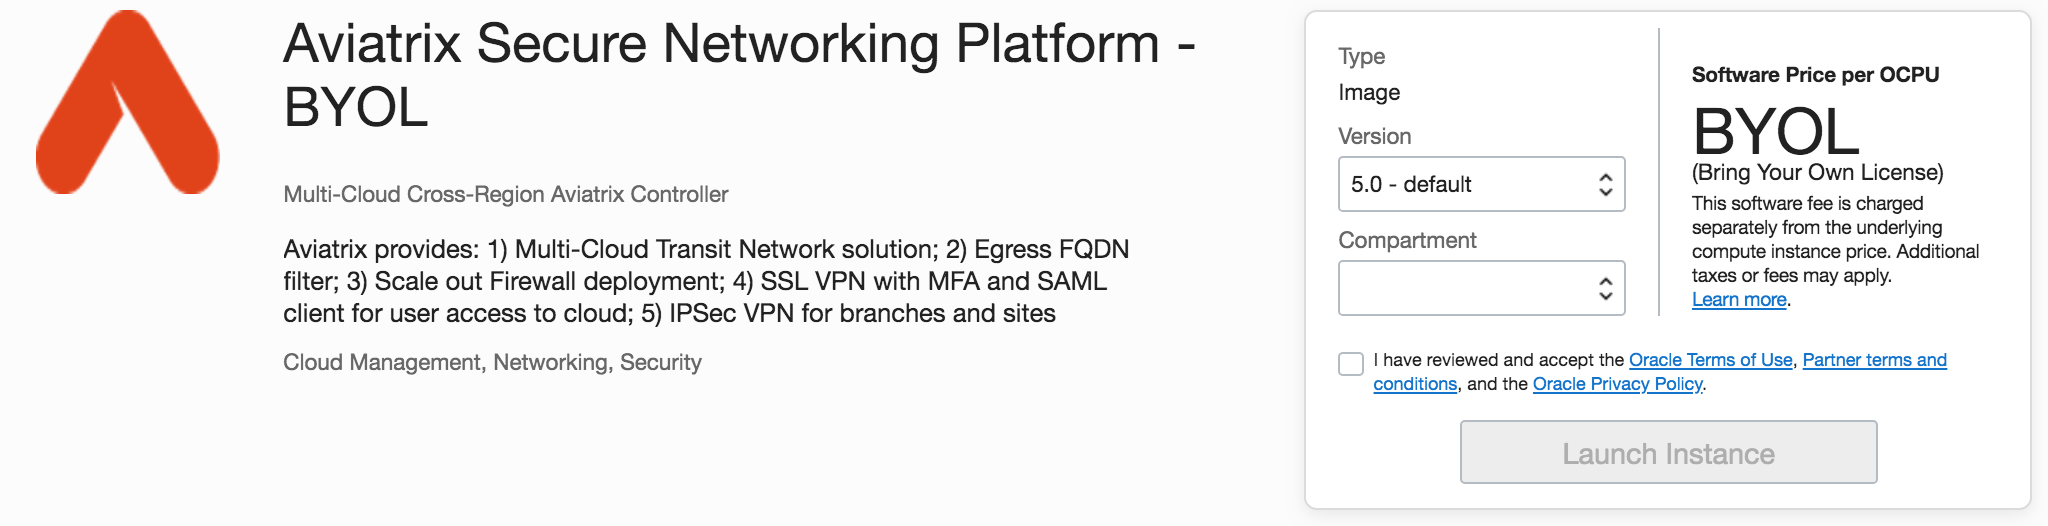 Aviatrix Secure Networking Platform -
BYOL
Multi-Cloud Cross-Region Aviatrix Controller
Aviatrix provides: 1) Multi-Cloud Transit Network solution; 2) Egress FQDN
filter; 3) Scale out Firewall deployment; 4) SSL VPN with MFA and SAML
client for user access to cloud; 5) IPSec VPN for branches and sites
Cloud Management, Networking, Security
Type
Image
Version
5.0 - default
Compartment
Software Price per OCPU
BYOL
(Bring Your Own License)
This software fee is charged
separately from the underlying
compute instance price. Additional
taxes or fees may apply.
Learn more.
I have reviewed and accept the Oracle Terms of Use, Partner terms and
conditions, and the Oracle Privacy Policy.
Launch Instance